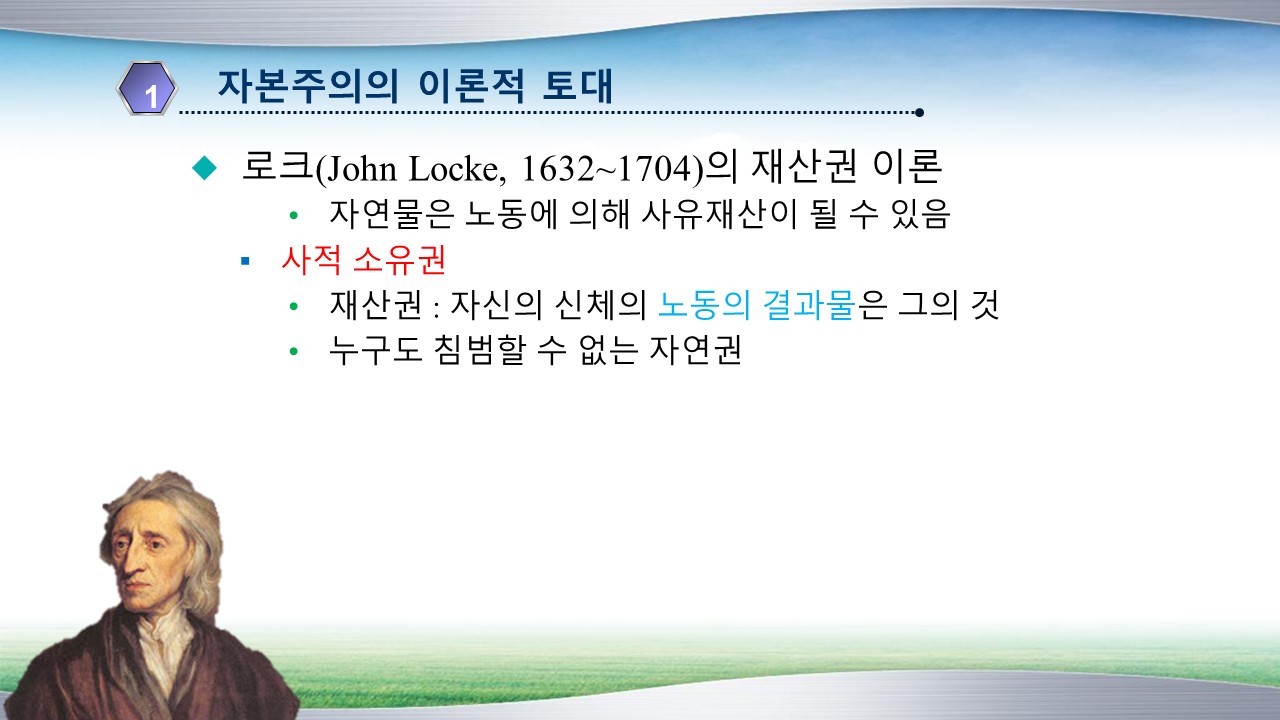 1
자본주의의 이론적 토대
로크(John Locke, 1632~1704)의 재산권 이론
자연물은 노동에 의해 사유재산이 될 수 있음
사적 소유권
재산권 : 자신의 신체의 노동의 결과물은 그의 것
누구도 침범할 수 없는 자연권